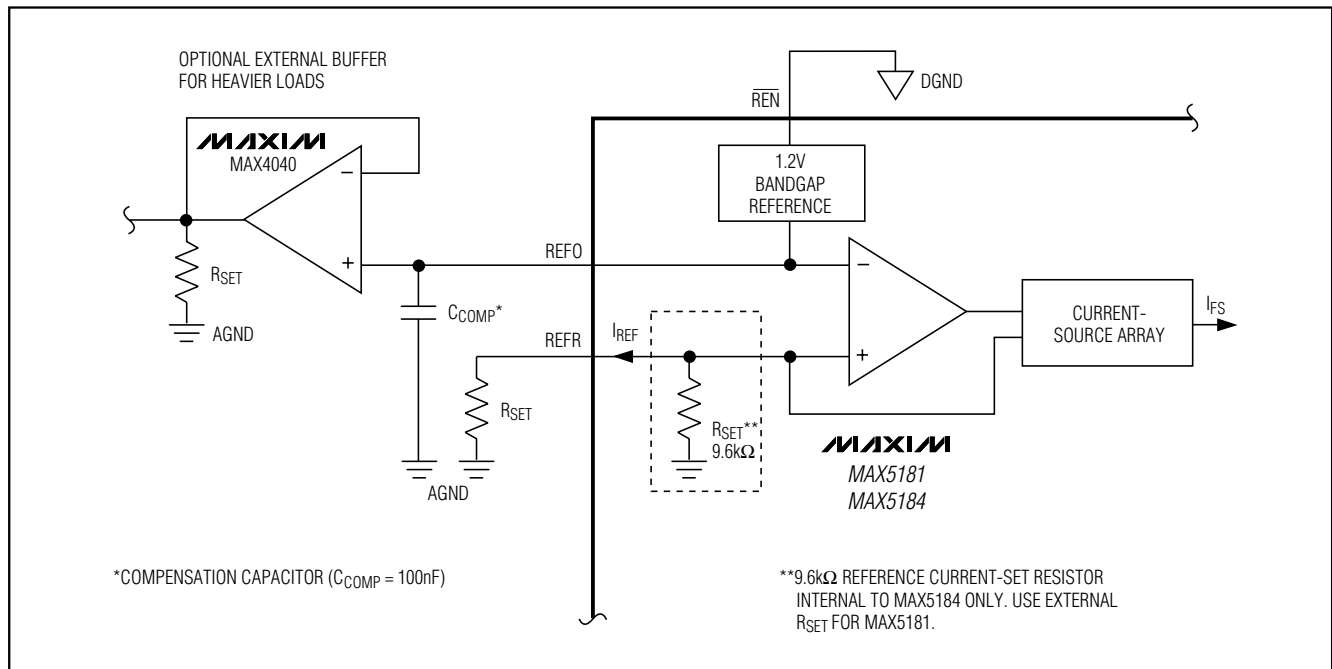 OPTIONAL EXTERNAL BUFFER
FOR HEAVIER LOADS
DGND
REN
MAXIM
MAX4040
1.2V
BANDGAP
REFERENCE
−
+
RSET
AGND
REFO
−
+
CCOMP*
CURRENT-
SOURCE ARRAY
IFS
REFR
IREF
RSET
RSET**
9.6kΩ
AGND
MAXIM
MAX5181
MAX5184
*COMPENSATION CAPACITOR (CCOMP = 100nF)
**9.6kΩ REFERENCE CURRENT-SET RESISTOR
INTERNAL TO MAX5184 ONLY. USE EXTERNAL
RSET FOR MAX5181.